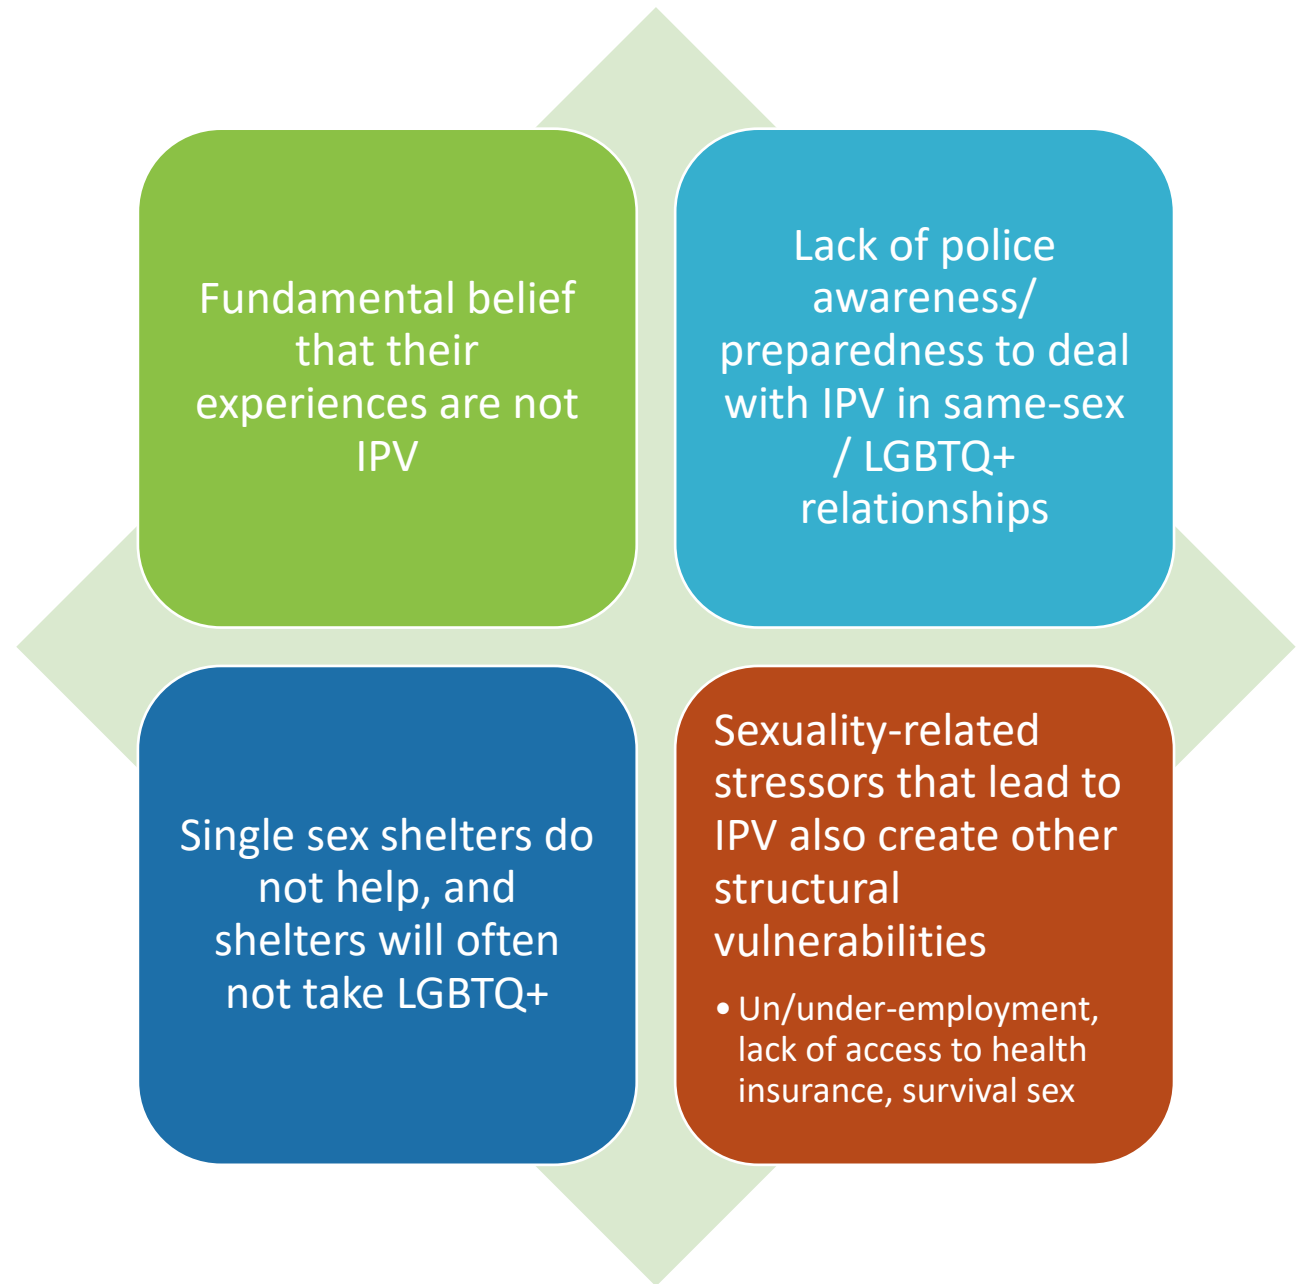 Fundamental belief
that their
experiences are not
IPV
Lack of police
awareness/
preparedness to deal
with IPV in same-sex
/ LGBTQ+
relationships
Single sex shelters do
not help, and
shelters will often
not take LGBTQ+
Sexuality-related
stressors that lead to
IPV also create other
structural
vulnerabilities
• Un/under-employment,
lack of access to health
insurance, survival sex